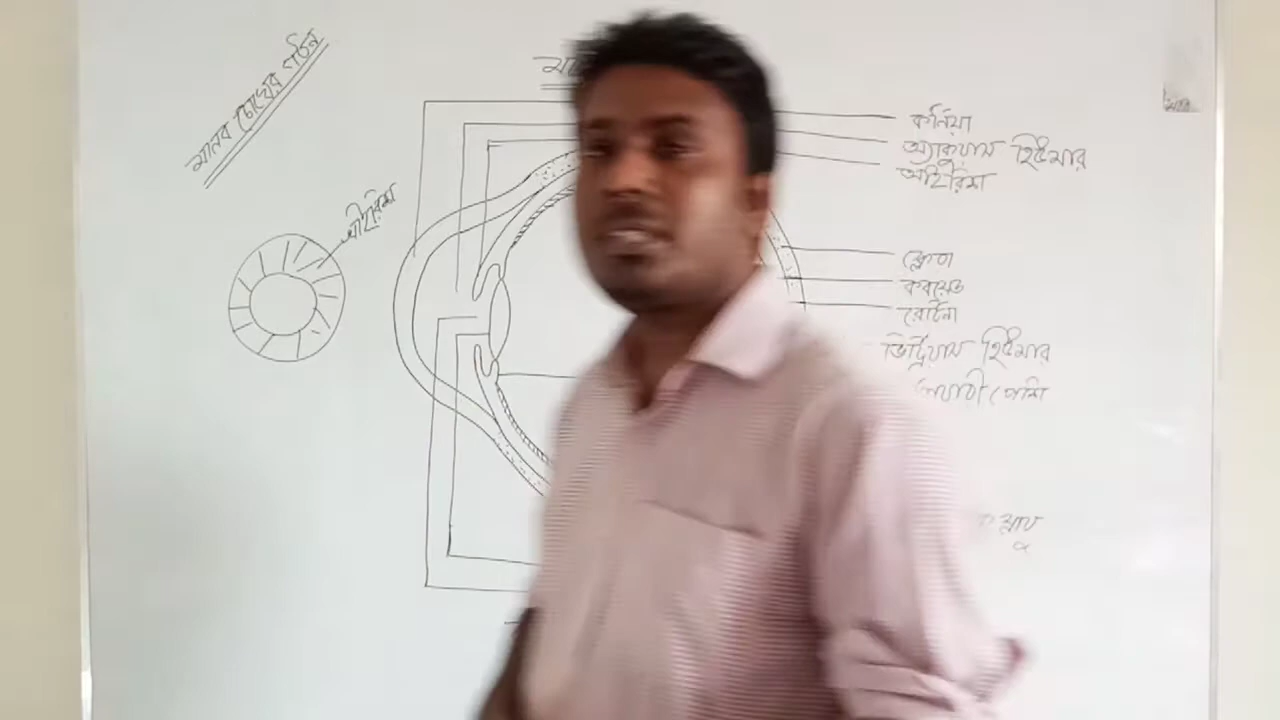 মানব চোখের গঠন
আইরিশ
কর্নিয়া
অ্যাকুয়াস হিউমার
আইরিশ
স্ক্লেরা
করয়েড
রেটিনা
ভিট্রিয়াস হিউমার
পেশি
স্নায়ু